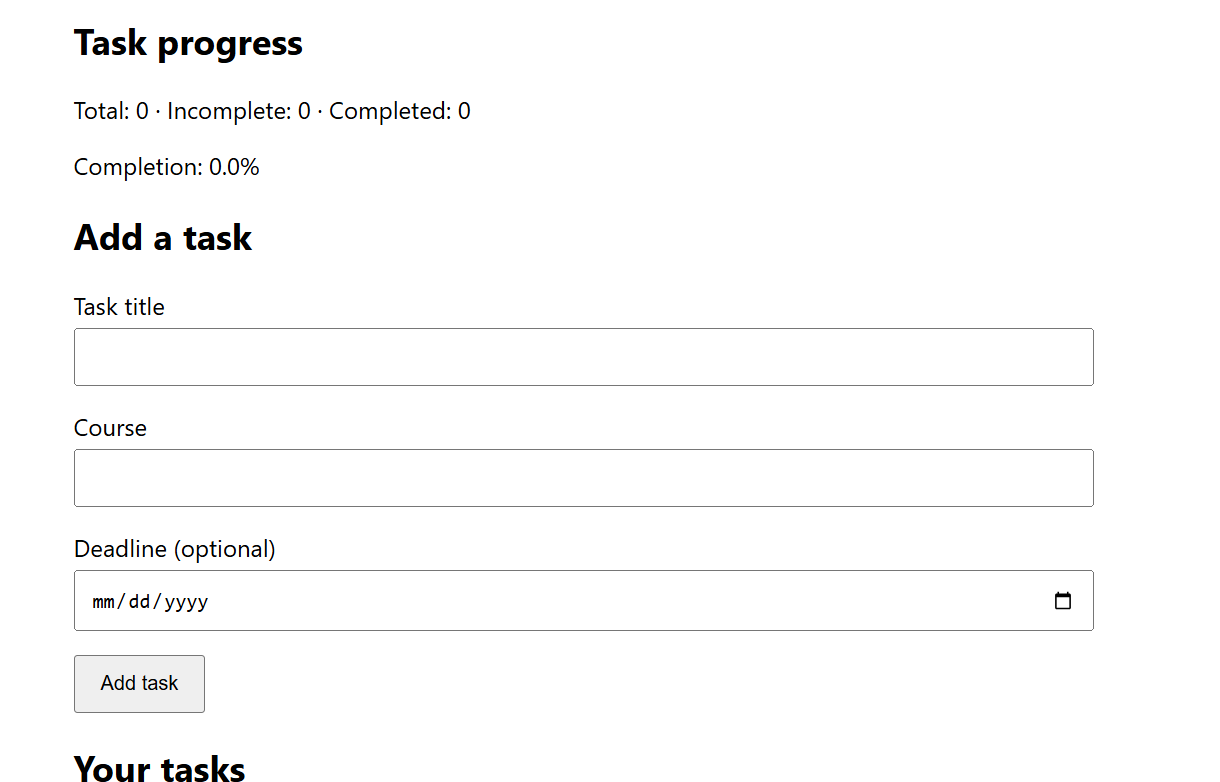 Task progress
Total: 0 · Incomplete: 0 · Completed: 0
Completion: 0.0%
Add a task
Task title
Course
Deadline (optional)
mm/dd/yyyy
Add task
Your tasks